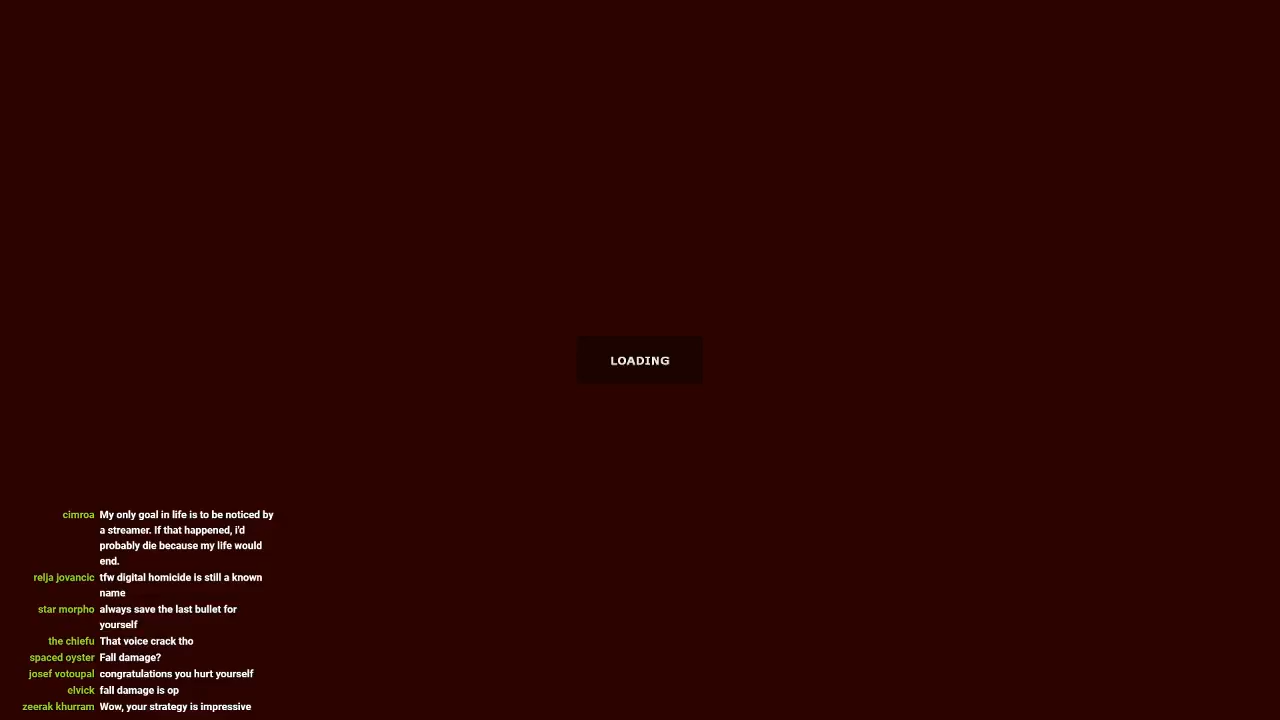 LOADING
cimroa My only goal in life is to be noticed by
a streamer. If that happened, i'd
probably die because my life would
end.
relja jovancic tfw digital homicide is still a known
name
star morpho always save the last bullet for
yourself
the chiefu That voice crack tho
spaced oyster Fall damage?
josef votoupal congratulations you hurt yourself
elvick fall damage is op
zeerak khurram Wow, your strategy is impressive